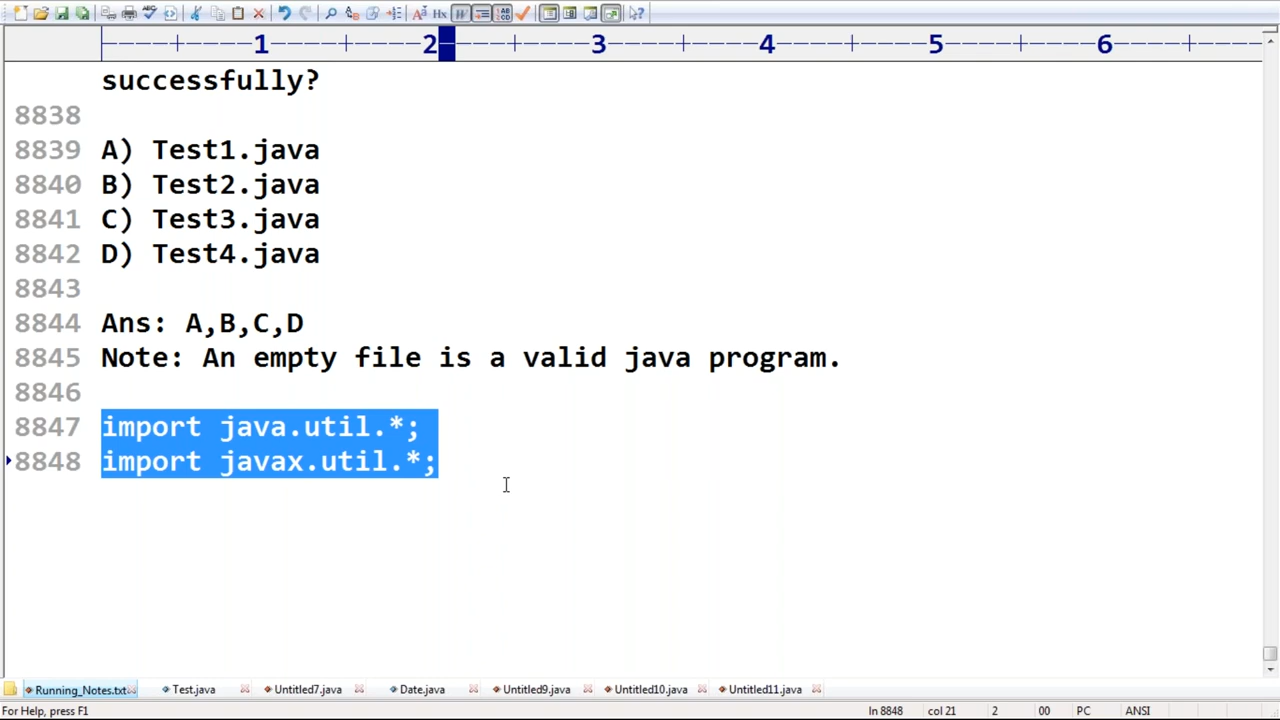 1 2 3 4 5 6
successfully?
8838
8839 A) Test1.java
8840 B) Test2.java
8841 C) Test3.java
8842 D) Test4.java
8843
8844 Ans: A,B,C,D
8845 Note: An empty file is a valid java program.
8846
8847 import java.util.*;
8848 import javax.util.*;
Running_Notes.txt Test.java Untitled7.java Date.java Untitled9.java Untitled10.java Untitled11.java
For Help, press F1 ln 8848 col 21 2 00 PC ANSI